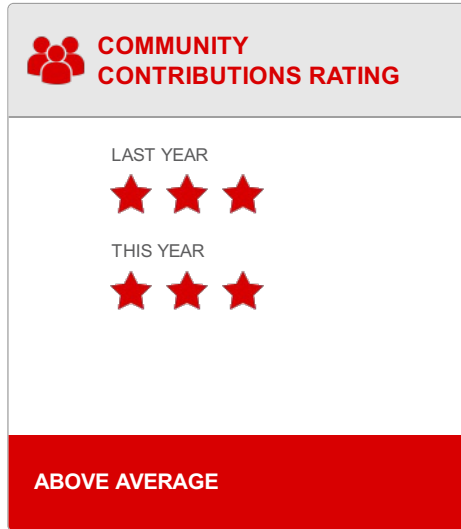 COMMUNITY
CONTRIBUTIONS RATING
LAST YEAR
THIS YEAR
ABOVE AVERAGE